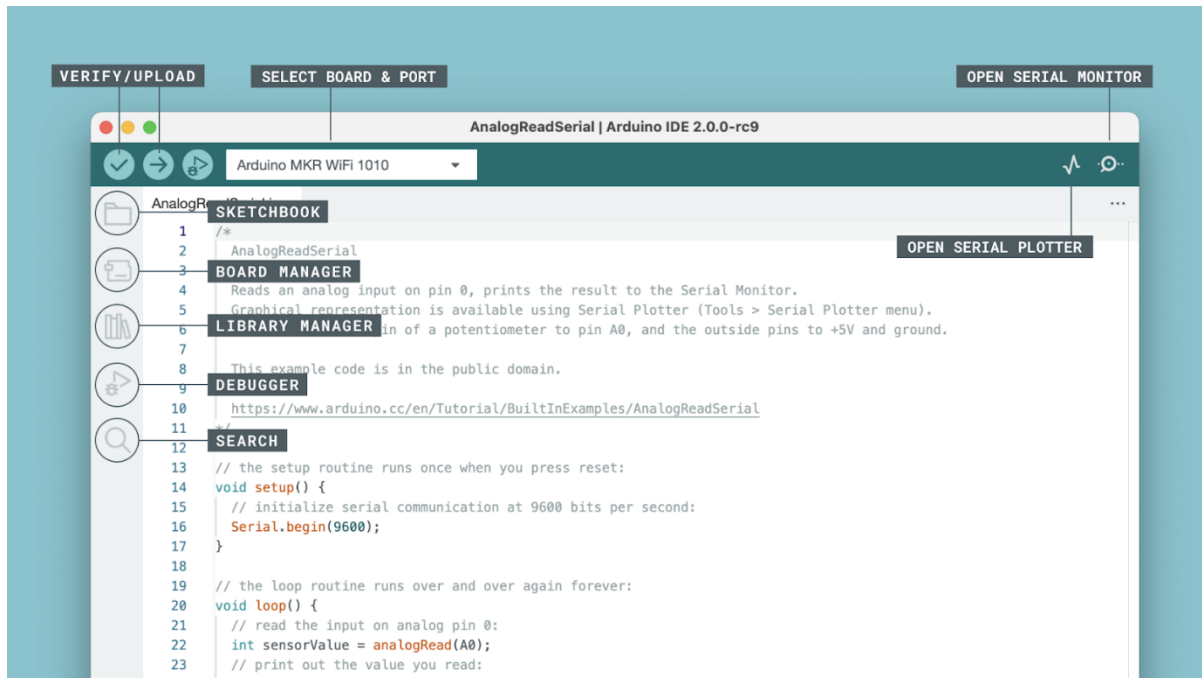 VERIFY/UPLOAD
SELECT BOARD & PORT
OPEN SERIAL MONITOR
AnalogReadSerial | Arduino IDE 2.0.0-rc9
Arduino MKR WiFi 1010
SKETCHBOOK
OPEN SERIAL PLOTTER
BOARD MANAGER
LIBRARY MANAGER
DEBUGGER
SEARCH
1 /*
2 AnalogReadSerial
3
4 Reads an analog input on pin 0, prints the result to the Serial Monitor.
5 Graphical representation is available using Serial Plotter (Tools > Serial Plotter menu).
6 of a potentiometer to pin A0, and the outside pins to +5V and ground.
7
8 This example code is in the public domain.
9
10 https://www.arduino.cc/en/Tutorial/BuiltInExamples/AnalogReadSerial
11 */
12
13 // the setup routine runs once when you press reset:
14 void setup() {
15 // initialize serial communication at 9600 bits per second:
16 Serial.begin(9600);
17 }
18
19 // the loop routine runs over and over again forever:
20 void loop() {
21 // read the input on analog pin 0:
22 int sensorValue = analogRead(A0);
23 // print out the value you read: